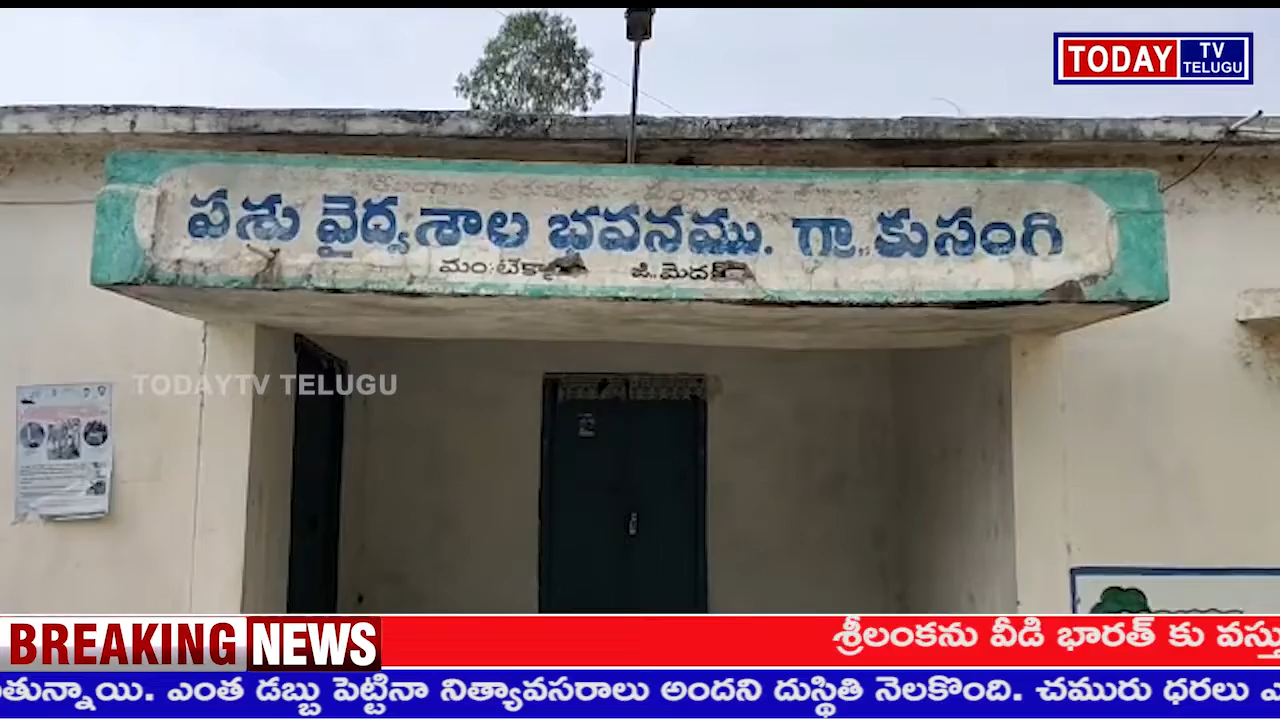 TODAY TV TELUGU
పశు వైద్యశాల భవనము. గ్రా..కుసంగి
మం: జి..మెదక్
TODAYTV TELUGU
BREAKING NEWS
శ్రీలంకను వీడి భారత్ కు వస్తు
తున్నాయి. ఎంత డబ్బు పెట్టినా నిత్యావసరాలు అందని దుస్థితి నెలకొంది. చమురు ధరలు